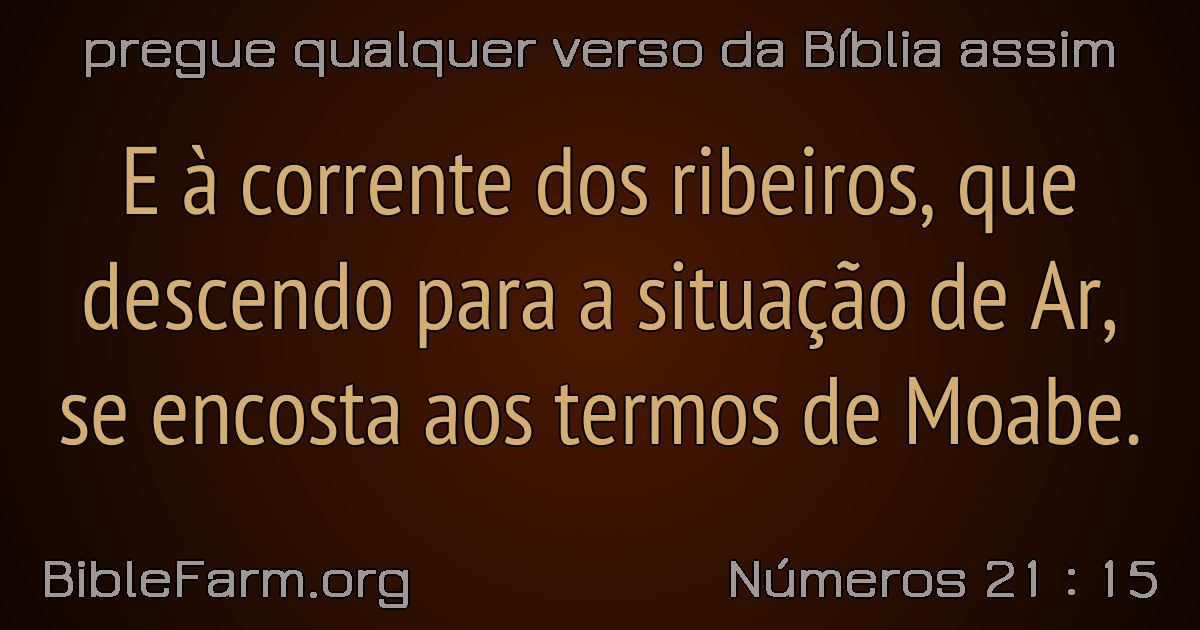 pregue qualquer verso da Bíblia assim
E à corrente dos ribeiros, que
descendo para a situação de Ar,
se encosta aos termos de Moabe.
BibleFarm.org
Números 21 : 15